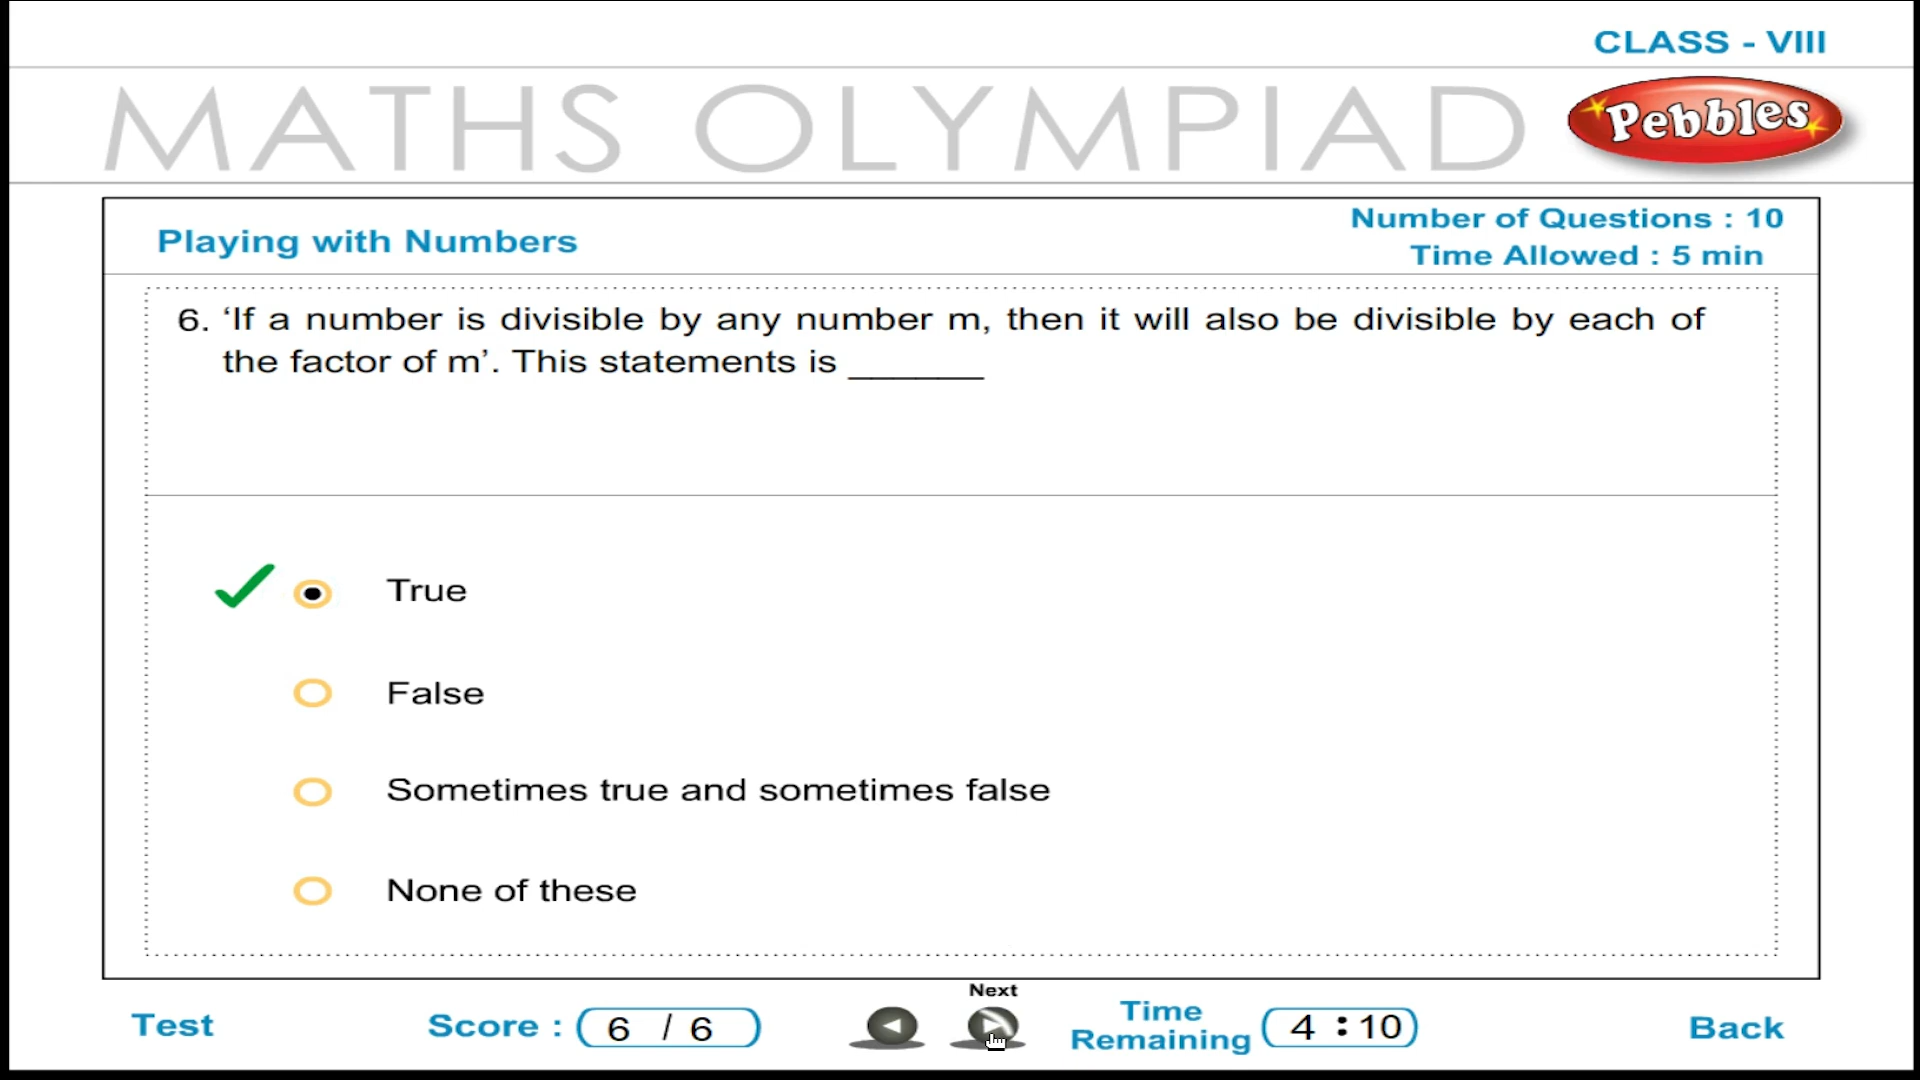 CLASS - VIII
MATHS OLYMPIAD
Pebbles
Playing with Numbers
Number of Questions : 10
Time Allowed : 5 min
6. ‘If a number is divisible by any number m, then it will also be divisible by each of
the factor of m’. This statements is ______
True
False
Sometimes true and sometimes false
None of these
Test
Score : 6 / 6
Next
Time
Remaining
4 : 10
Back